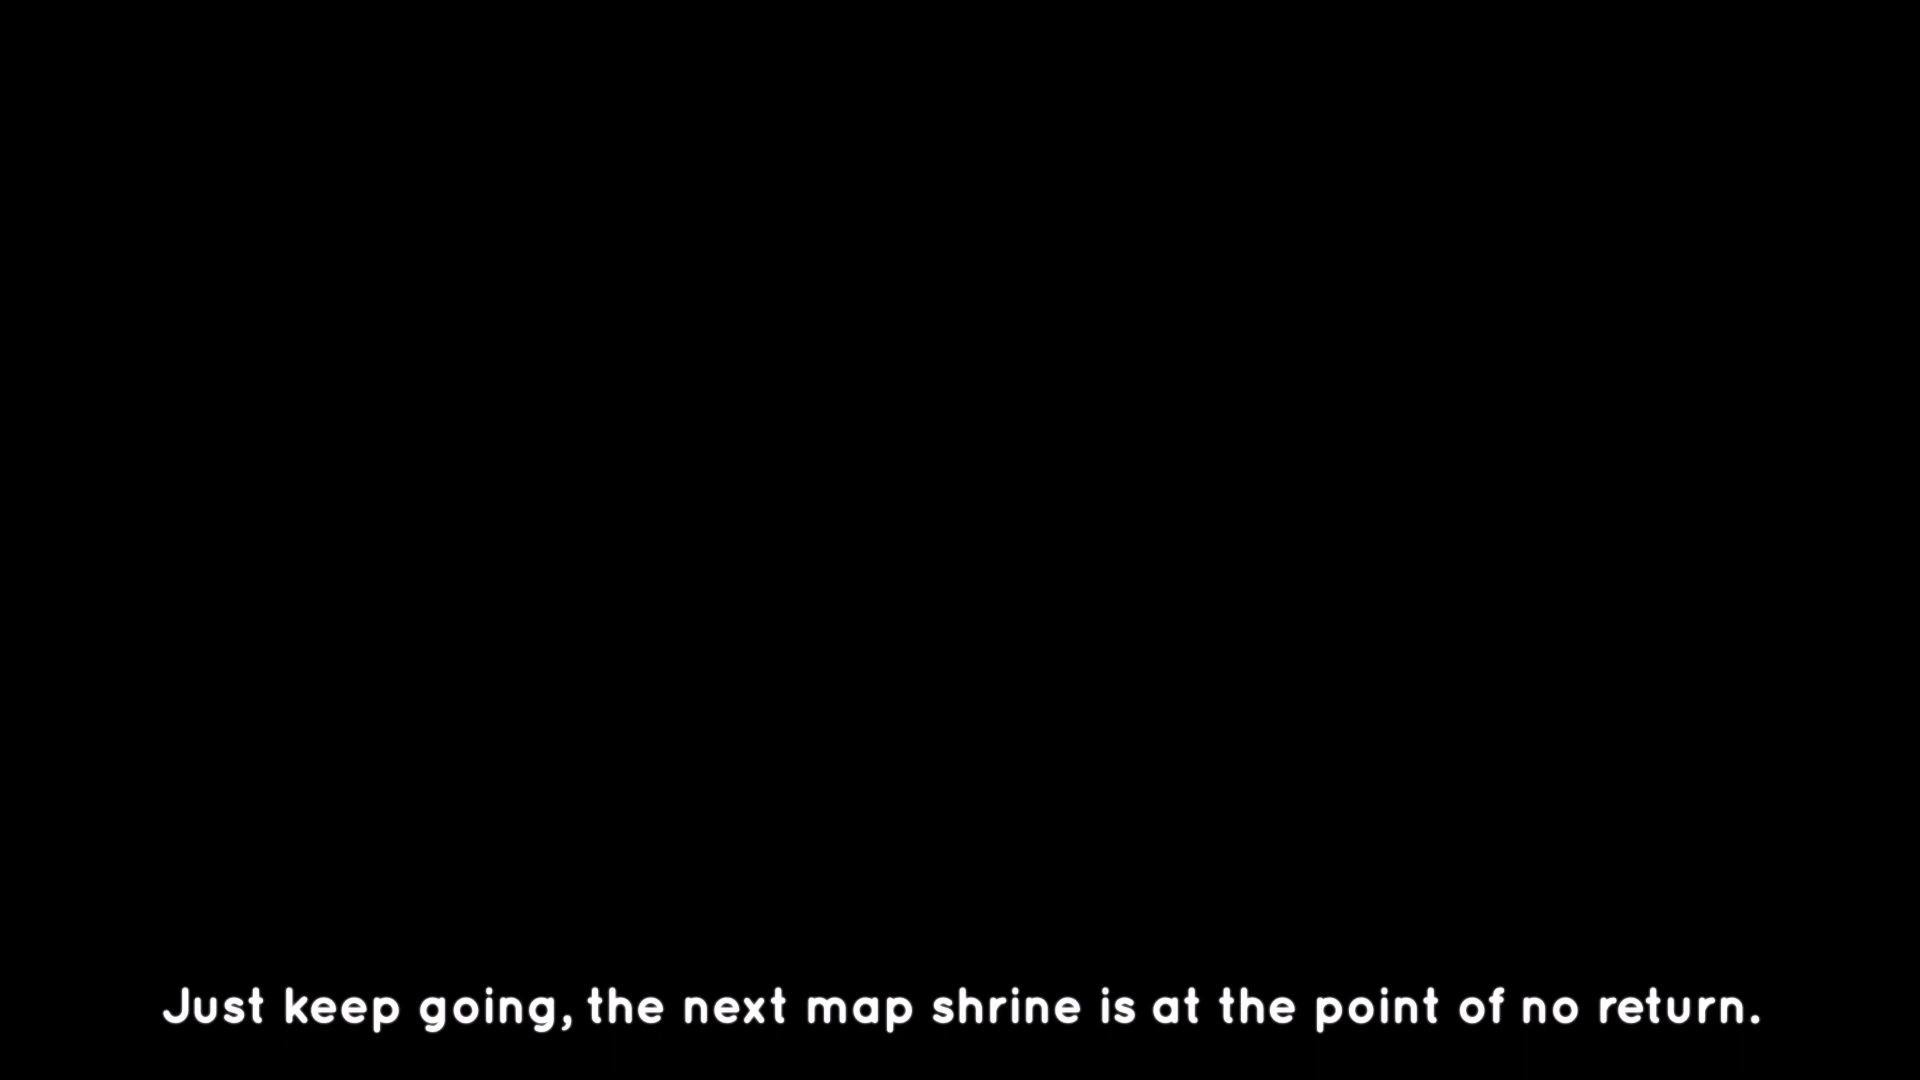 Just keep going, the next map shrine is at the point of no return.